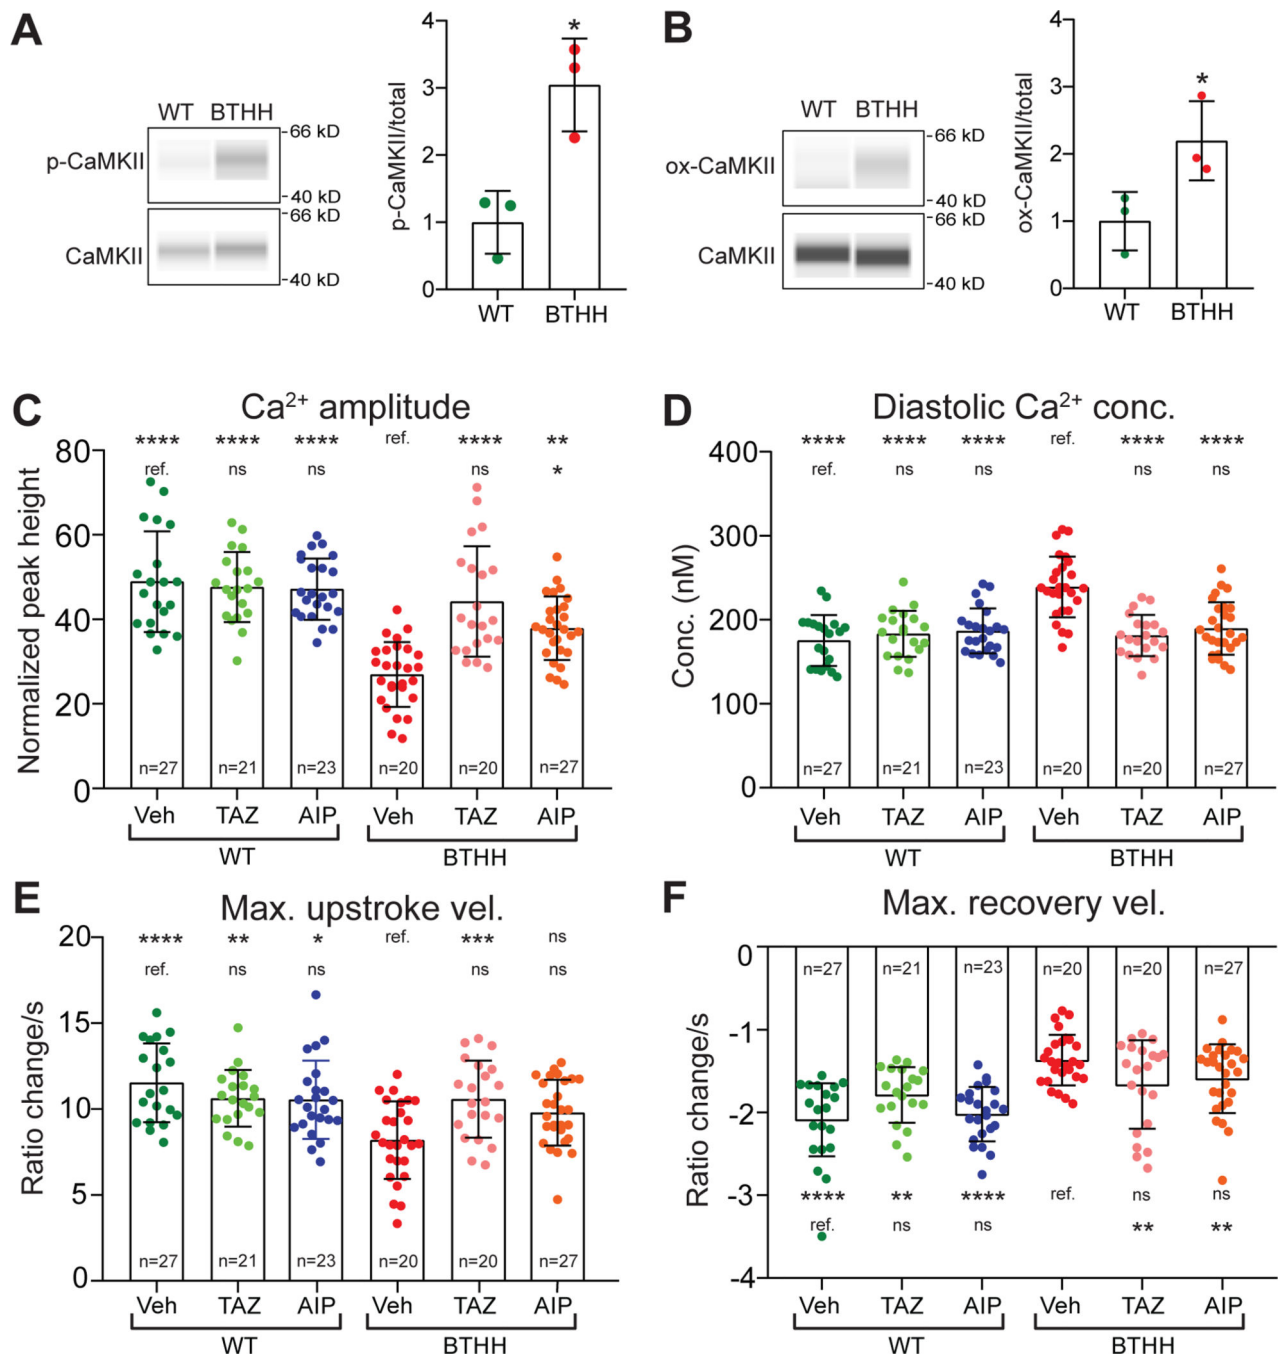 A
WT BTHH
p-CaMKII
-66 kD
-40 kD
-66 kD
CaMKII
-40 kD
p-CaMKII/total
4
3
2
1
0
*
WT BTHH
B
WT BTHH
ox-CaMKII
-66 kD
-40 kD
-66 kD
CaMKII
-40 kD
ox-CaMKII/total
4
3
2
1
0
*
WT BTHH
C
Ca²⁺ amplitude
Normalized peak height
80
60
40
20
0
**** **** **** ref. **** **
ref. ns ns ns *
n=27 n=21 n=23 n=20 n=20 n=27
Veh TAZ AIP Veh TAZ AIP
WT BTHH
D
Diastolic Ca²⁺ conc.
Conc. (nM)
400
300
200
100
0
**** **** **** ref. **** ****
ref. ns ns ns ns
n=27 n=21 n=23 n=20 n=20 n=27
Veh TAZ AIP Veh TAZ AIP
WT BTHH
E
Max. upstroke vel.
Ratio change/s
20
15
10
5
0
**** ** * ref. *** ns
ref. ns ns ns ns
n=27 n=21 n=23 n=20 n=20 n=27
Veh TAZ AIP Veh TAZ AIP
WT BTHH
F
Max. recovery vel.
Ratio change/s
0
-1
-2
-3
-4
n=27 n=21 n=23 n=20 n=20 n=27
**** ** **** ref. ns ns
ref. ns ns ** **
Veh TAZ AIP Veh TAZ AIP
WT BTHH